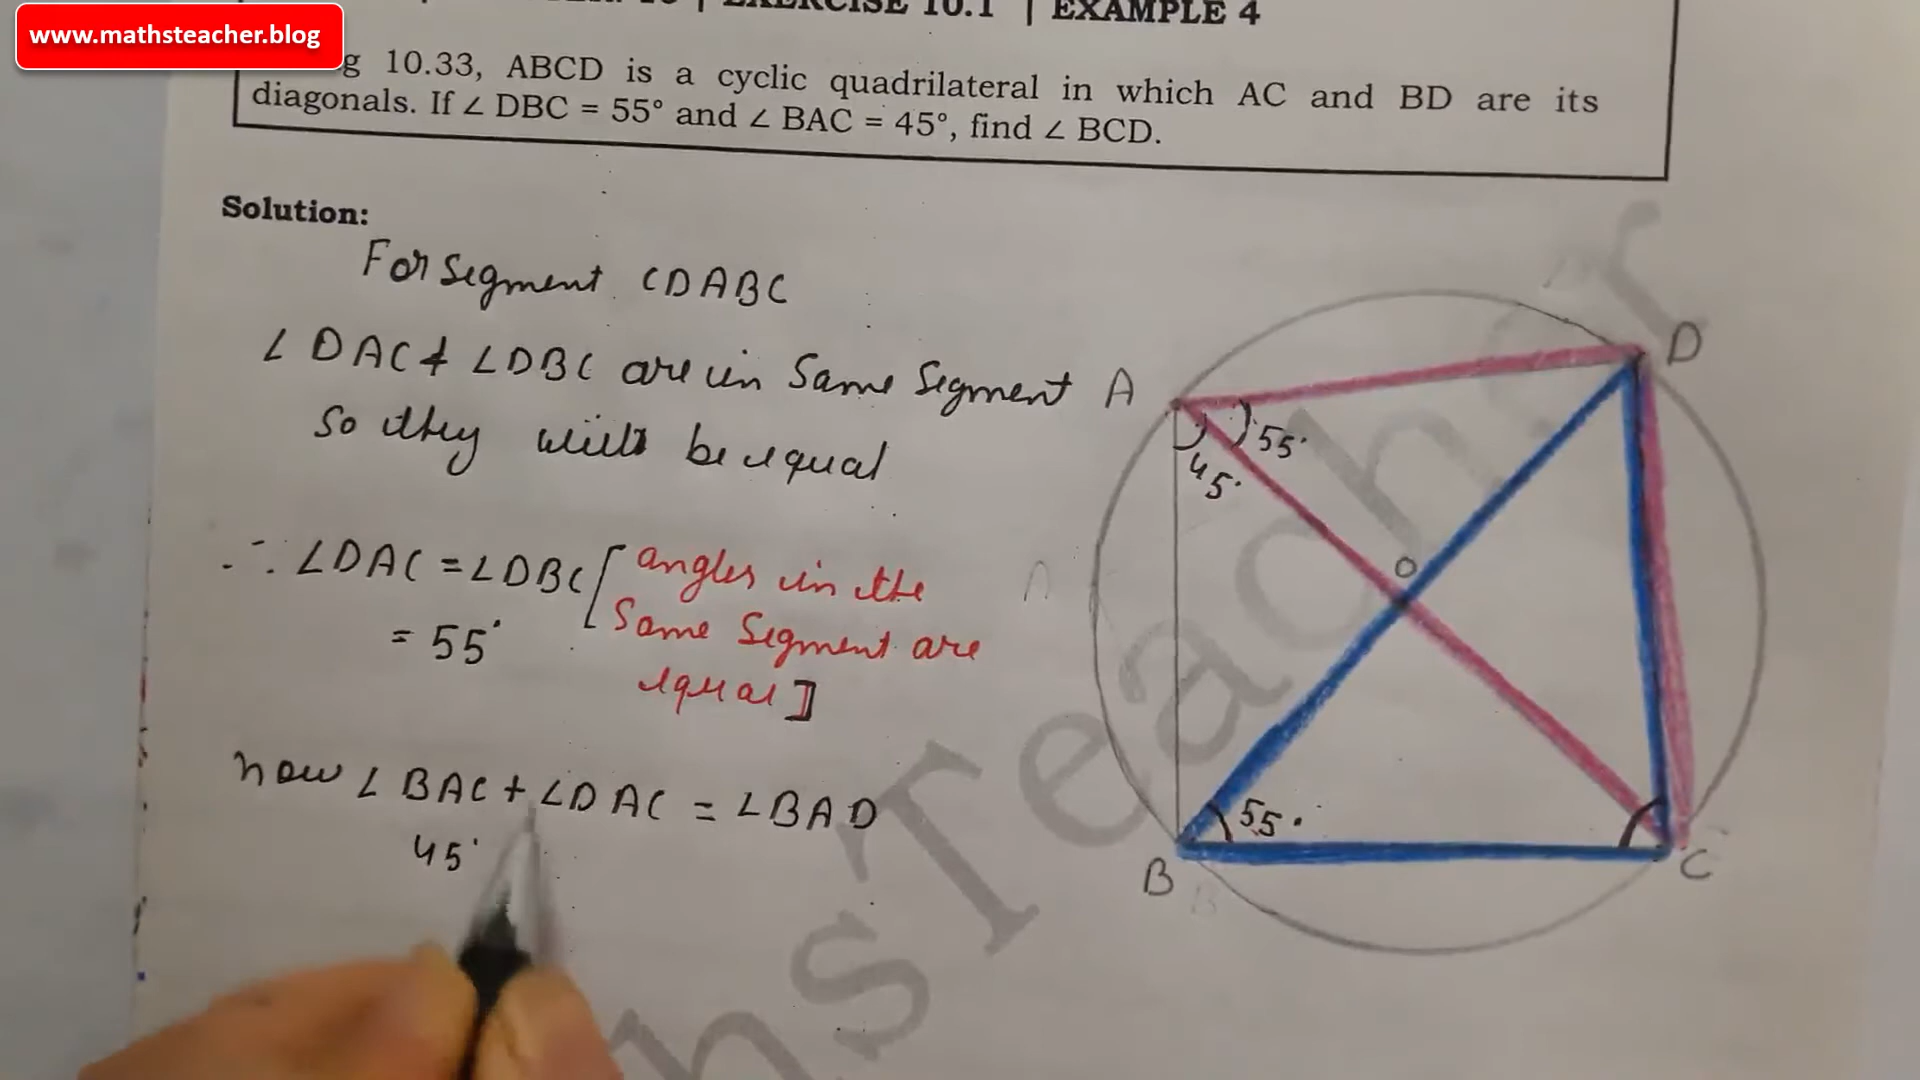 www.mathsteacher.blog
| EXERCISE 10.1 | EXAMPLE 4
g 10.33, ABCD is a cyclic quadrilateral in which AC and BD are its
diagonals. If ∠ DBC = 55° and ∠ BAC = 45°, find ∠ BCD.
Solution:
For segment CDABC
∠DAC & ∠DBC are in Same Segment
So they will be equal
∴ ∠DAC = ∠DBC [angles in the
= 55° Same Segment are
equal]
now ∠BAC + ∠DAC = ∠BAD
45°
A
D
55°
45°
O
55°
B
C
hsTeacher